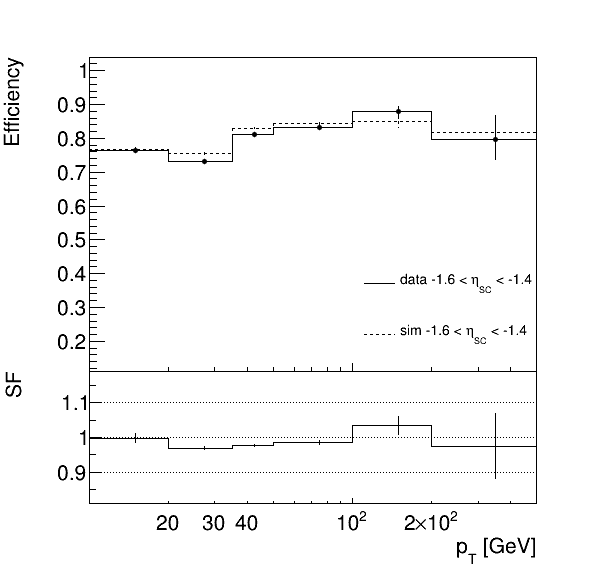 Efficiency
1
0.9
0.8
0.7
0.6
0.5
0.4
0.3
0.2
data -1.6 < η_SC < -1.4
sim -1.6 < η_SC < -1.4
SF
1.1
1
0.9
20 30 40 10² 2×10²
p_T [GeV]